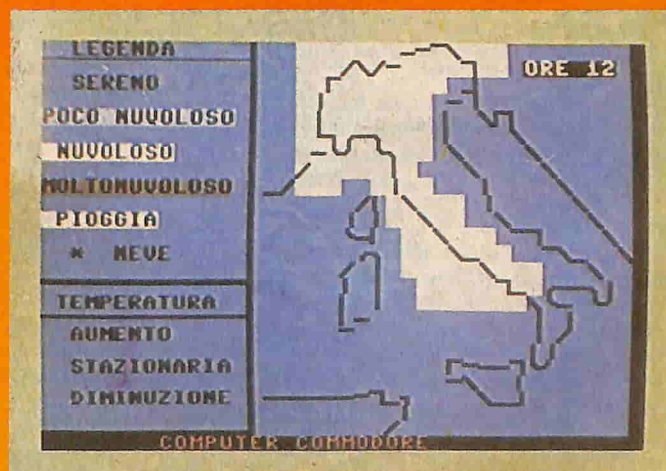 LEGENDA
SERENO
POCO NUVOLOSO
NUVOLOSO
MOLTONUVOLOSO
PIOGGIA
* NEVE
TEMPERATURA
AUMENTO
STAZIONARIA
DIMINUZIONE
ORE 12
COMPUTER COMMODORE